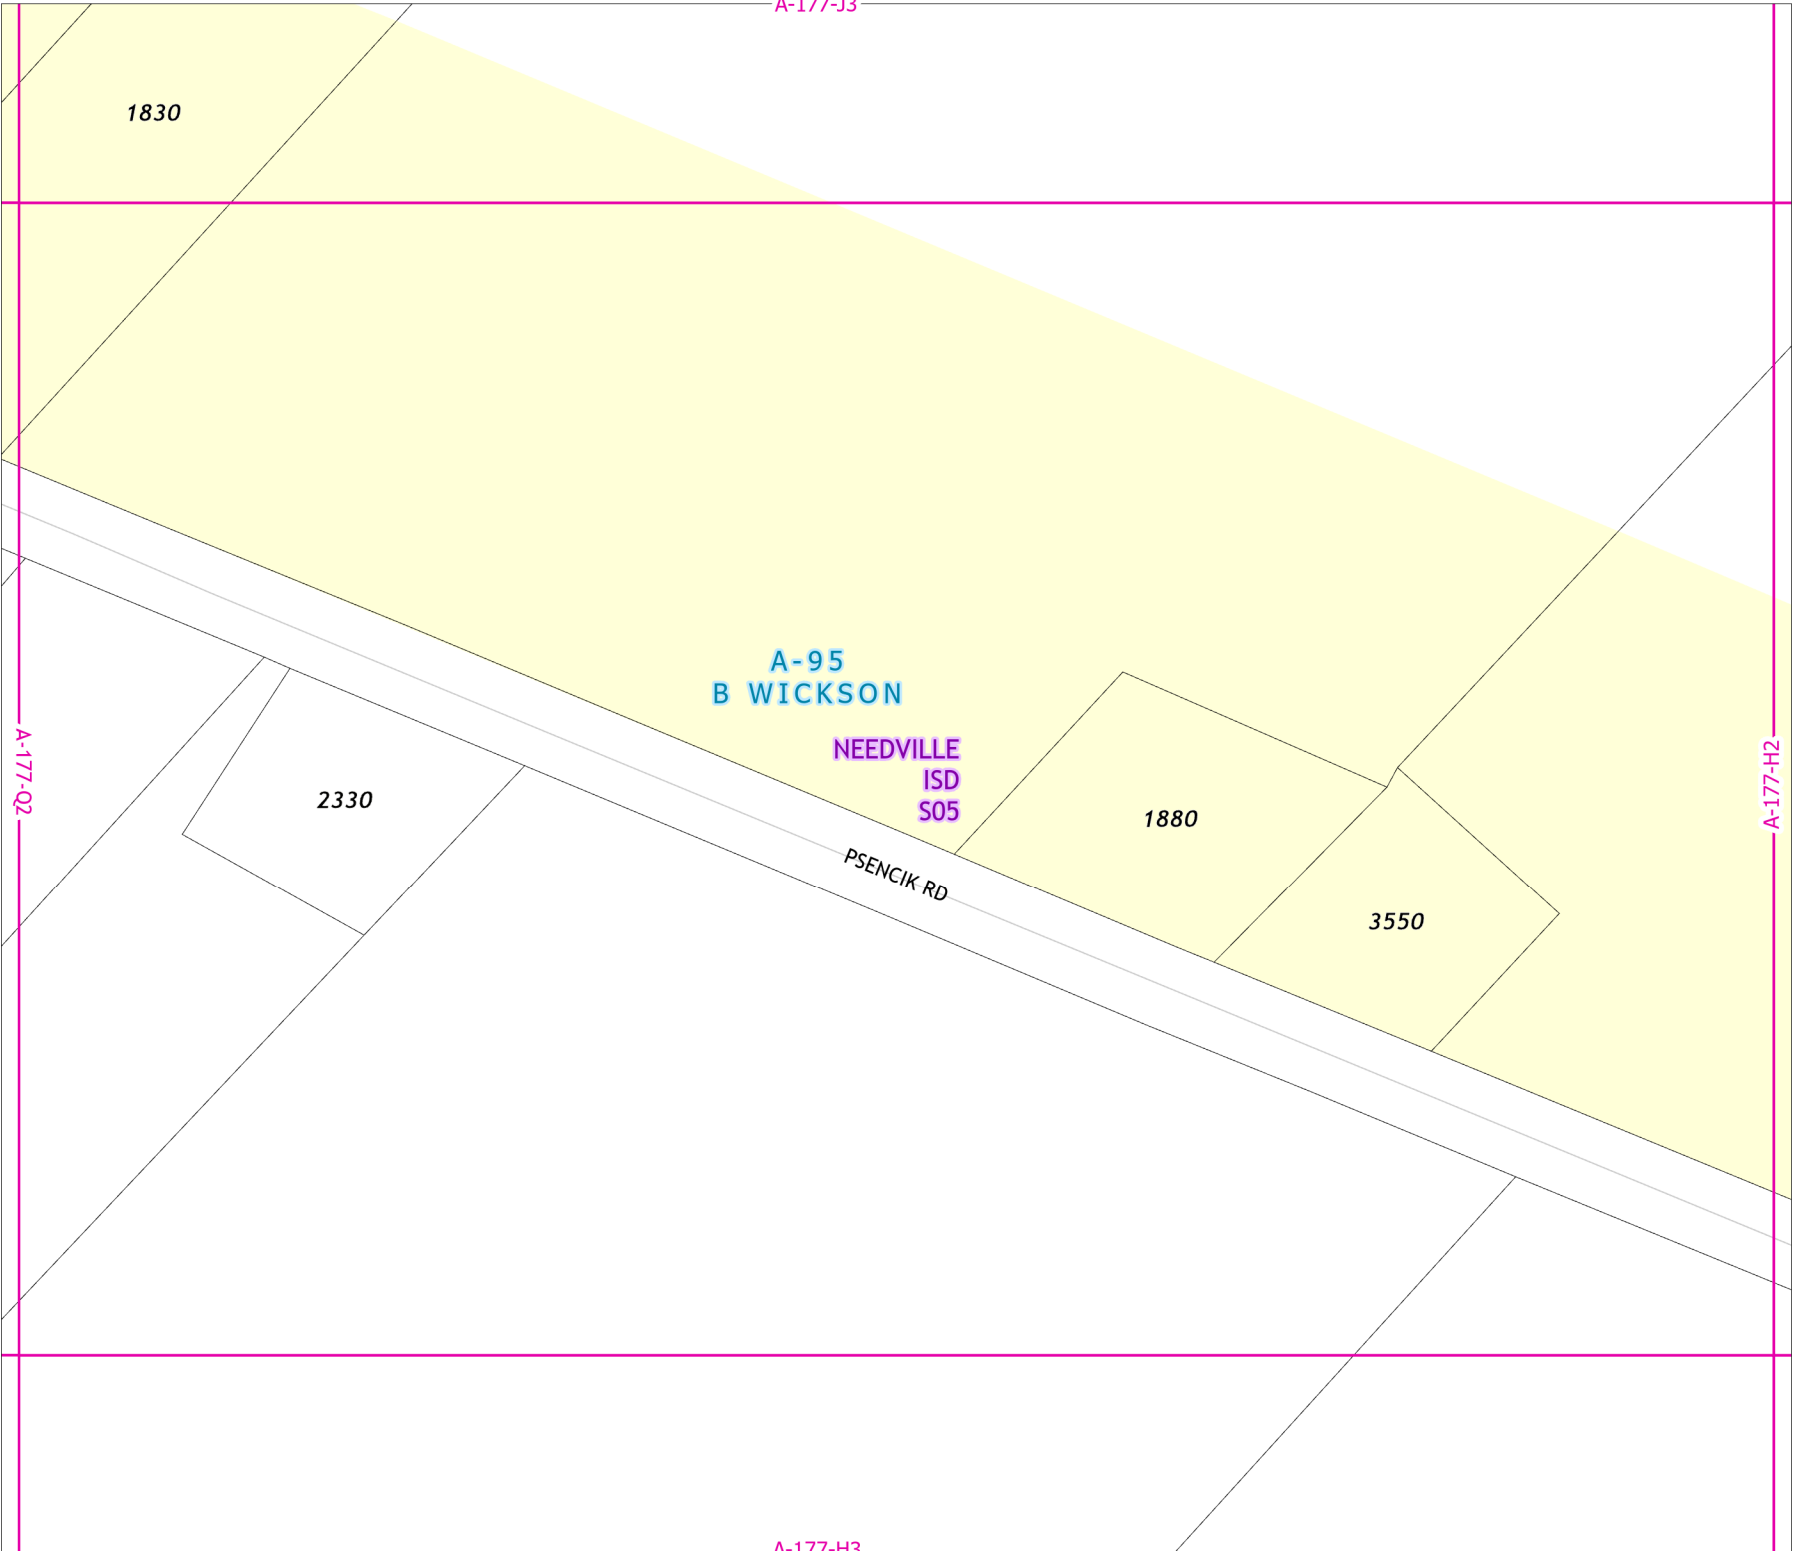 A-177-J3
1830
A-95
B WICKSON
NEEDVILLE
ISD
S05
A-177-Q2
A-177-H2
2330
1880
PSENCIK RD
3550
A-177-H3